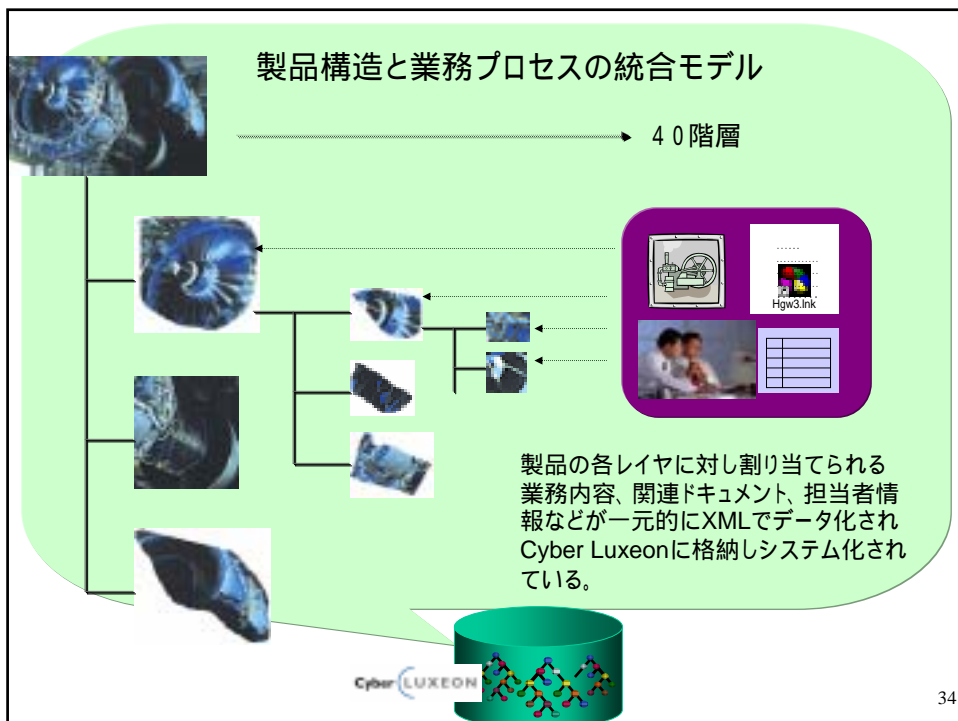 製品構造と業務プロセスの統合モデル
４０階層
Hgw3.lnk
製品の各レイヤに対し割り当てられる
業務内容、関連ドキュメント、担当者情
報などが一元的にXMLでデータ化され
Cyber Luxeonに格納しシステム化され
ている。
Cyber LUXEON
34